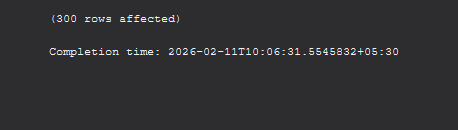 (300 rows affected)
Completion time: 2026-02-11T10:06:31.5545832+05:30